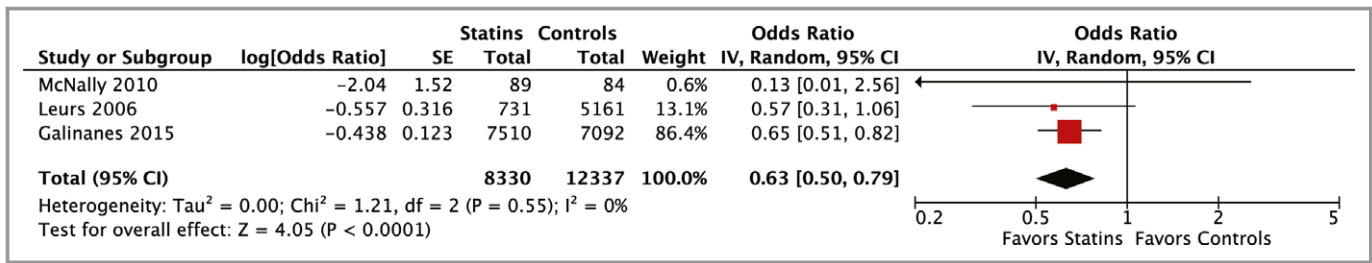 Statins Controls Odds Ratio Odds Ratio
Study or Subgroup log[Odds Ratio] SE Total Total Weight IV, Random, 95% CI IV, Random, 95% CI
McNally 2010 −2.04 1.52 89 84 0.6% 0.13 [0.01, 2.56]
Leurs 2006 −0.557 0.316 731 5161 13.1% 0.57 [0.31, 1.06]
Galinanes 2015 −0.438 0.123 7510 7092 86.4% 0.65 [0.51, 0.82]
Total (95% CI) 8330 12337 100.0% 0.63 [0.50, 0.79]
Heterogeneity: Tau² = 0.00; Chi² = 1.21, df = 2 (P = 0.55); I² = 0%
Test for overall effect: Z = 4.05 (P < 0.0001)
0.2 0.5 1 2 5
Favors Statins Favors Controls